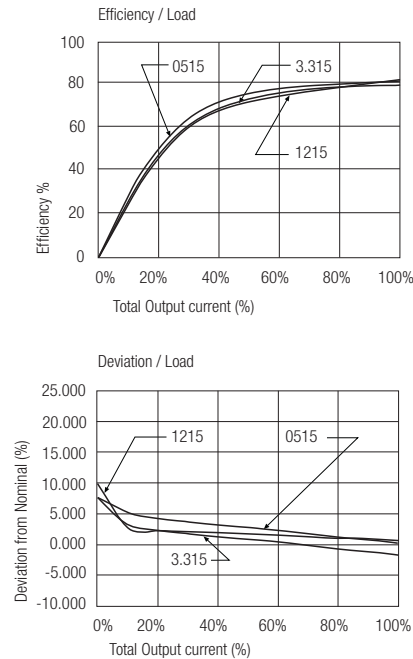 Efficiency / Load
100
80
60
40
20
0
Efficiency %
0515
3.315
1215
0% 20% 40% 60% 80% 100%
Total Output current (%)
Deviation / Load
25.000
20.000
15.000
10.000
5.000
0.000
-5.000
-10.000
Deviation from Nominal (%)
1215
0515
3.315
0% 20% 40% 60% 80% 100%
Total Output current (%)